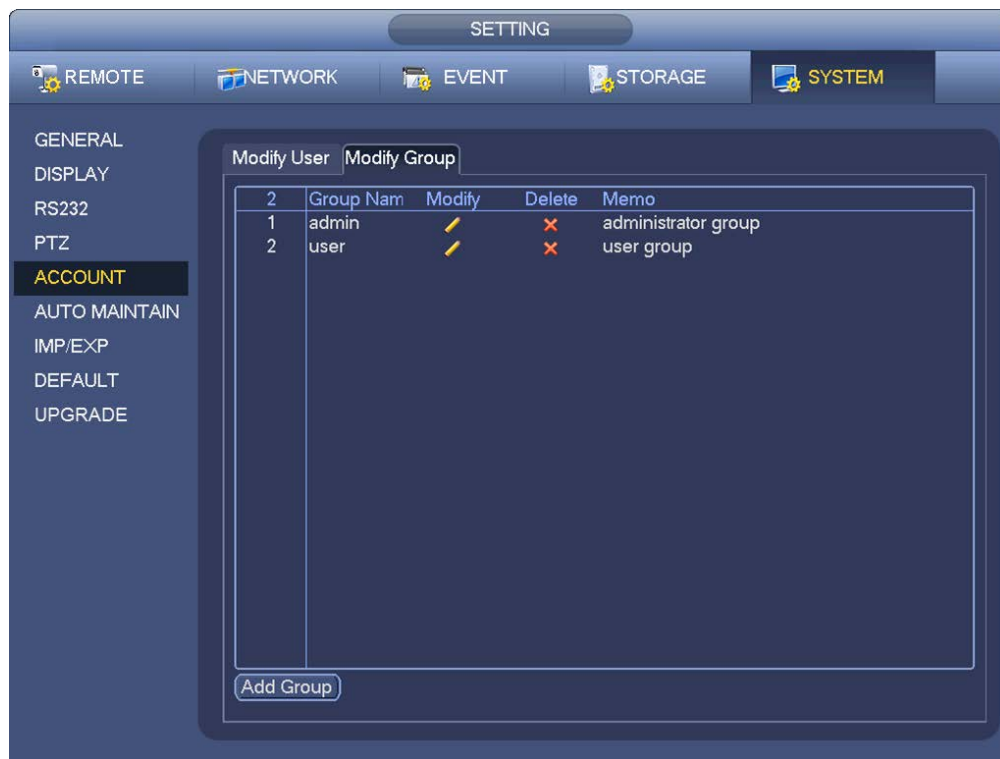 SETTING
REMOTE NETWORK EVENT STORAGE SYSTEM
GENERAL
DISPLAY
RS232
PTZ
ACCOUNT
AUTO MAINTAIN
IMP/EXP
DEFAULT
UPGRADE
Modify User Modify Group
2 Group Nam Modify Delete Memo
1 admin administrator group
2 user user group
Add Group